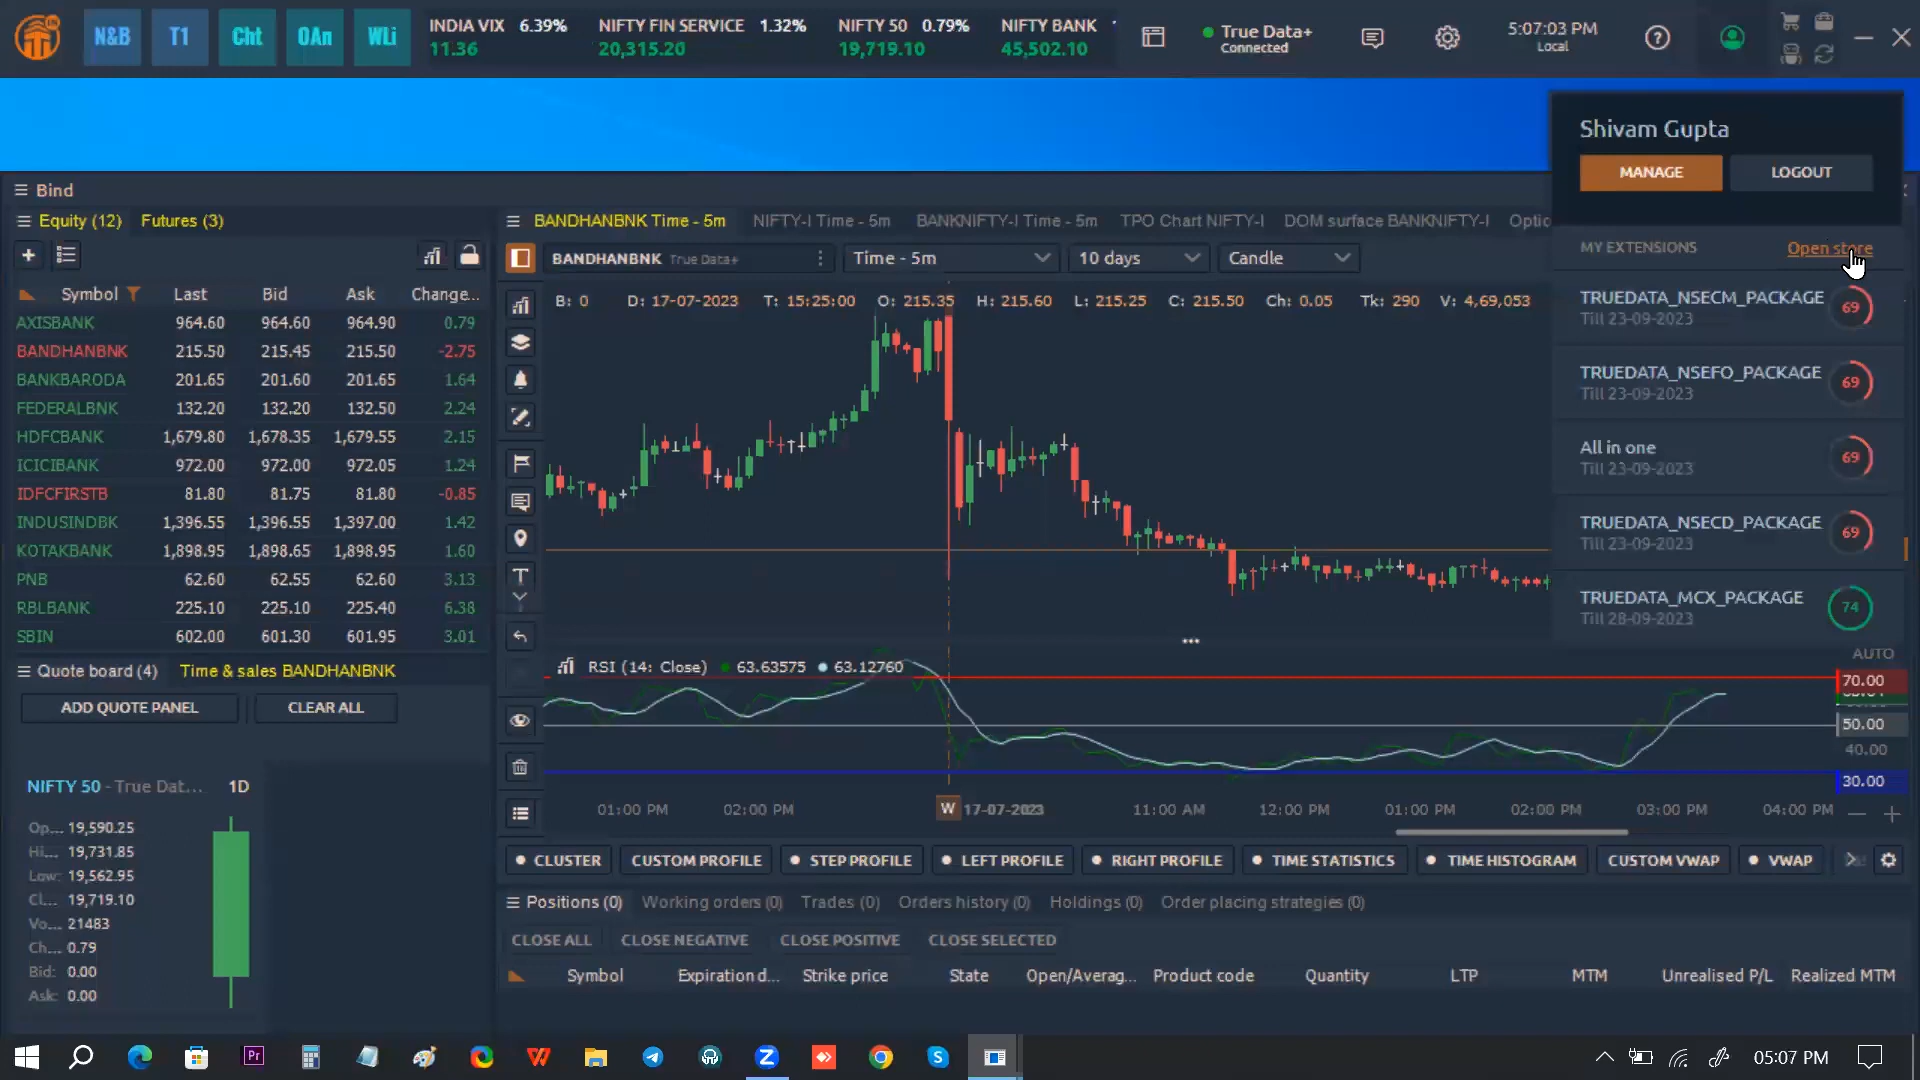 N&B T1 Cht OAn WLi
INDIA VIX 6.39%
11.36
NIFTY FIN SERVICE 1.32%
20,315.20
NIFTY 50 0.79%
19,719.10
NIFTY BANK
45,502.10
True Data+
Connected
5:07:03 PM
Local
Shivam Gupta
MANAGE LOGOUT
MY EXTENSIONS Open store
TRUEDATA_NSECM_PACKAGE 69
Till 23-09-2023
TRUEDATA_NSEFO_PACKAGE 69
Till 23-09-2023
All in one 69
Till 23-09-2023
TRUEDATA_NSECD_PACKAGE 69
Till 23-09-2023
TRUEDATA_MCX_PACKAGE 74
Till 28-09-2023
Bind
Equity (12) Futures (3)
Symbol Last Bid Ask Change...
AXISBANK 964.60 964.60 964.90 0.79
BANDHANBNK 215.50 215.45 215.50 -2.75
BANKBARODA 201.65 201.60 201.65 1.64
FEDERALBNK 132.20 132.20 132.50 2.24
HDFCBANK 1,679.80 1,678.35 1,679.55 2.15
ICICIBANK 972.00 972.00 972.05 1.24
IDFCFIRSTB 81.80 81.75 81.80 -0.85
INDUSINDBK 1,396.55 1,396.55 1,397.00 1.42
KOTAKBANK 1,898.95 1,898.65 1,898.95 1.60
PNB 62.60 62.55 62.60 3.13
RBLBANK 225.10 225.10 225.40 6.38
SBIN 602.00 601.30 601.95 3.01
Quote board (4) Time & sales BANDHANBNK
ADD QUOTE PANEL CLEAR ALL
NIFTY 50 - True Dat... 1D
Op... 19,590.25
Hi... 19,731.85
Low: 19,562.95
Cl... 19,719.10
Vo... 21483
Ch... 0.79
Bid: 0.00
Ask: 0.00
BANDHANBNK Time - 5m NIFTY-I Time - 5m BANKNIFTY-I Time - 5m TPO Chart NIFTY-I DOM surface BANKNIFTY-I Optic
BANDHANBNK True Data+ Time - 5m 10 days Candle
B: 0 D: 17-07-2023 T: 15:25:00 O: 215.35 H: 215.60 L: 215.25 C: 215.50 Ch: 0.05 Tk: 290 V: 4,69,053
AUTO
RSI (14: Close) 63.63575 63.12760
70.00
50.00
40.00
30.00
01:00 PM 02:00 PM W 17-07-2023 11:00 AM 12:00 PM 01:00 PM 02:00 PM 03:00 PM 04:00 PM
CLUSTER CUSTOM PROFILE STEP PROFILE LEFT PROFILE RIGHT PROFILE TIME STATISTICS TIME HISTOGRAM CUSTOM VWAP VWAP
Positions (0) Working orders (0) Trades (0) Orders history (0) Holdings (0) Order placing strategies (0)
CLOSE ALL CLOSE NEGATIVE CLOSE POSITIVE CLOSE SELECTED
Symbol Expiration d... Strike price State Open/Averag... Product code Quantity LTP MTM Unrealised P/L Realized MTM
Pr
05:07 PM